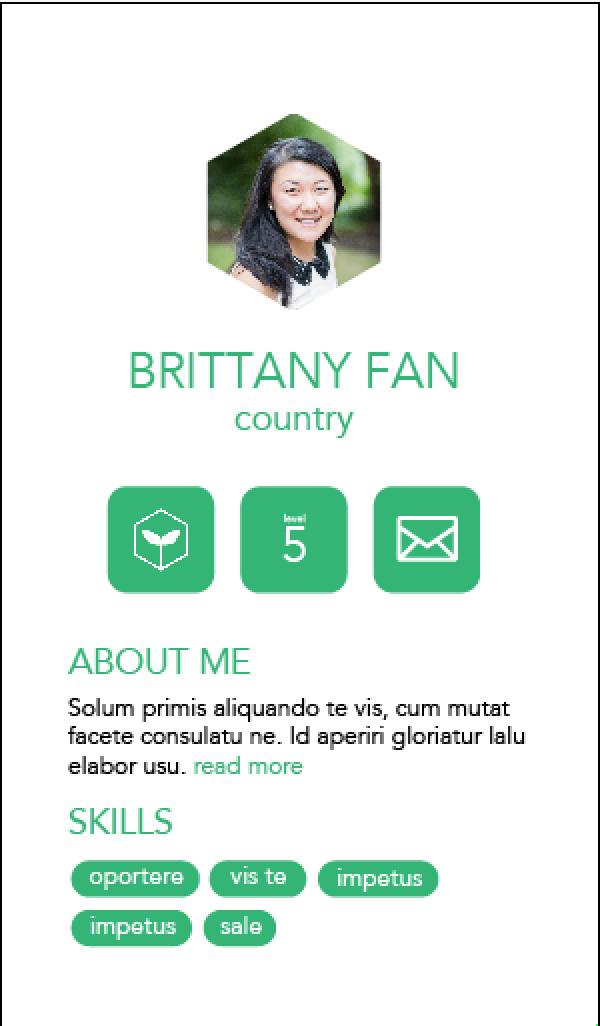 BRITTANY FAN
country
level
5
ABOUT ME
Solum primis aliquando te vis, cum mutat
facete consulatu ne. Id aperiri gloriatur lalu
elabor usu. read more
SKILLS
oportere vis te impetus
impetus sale